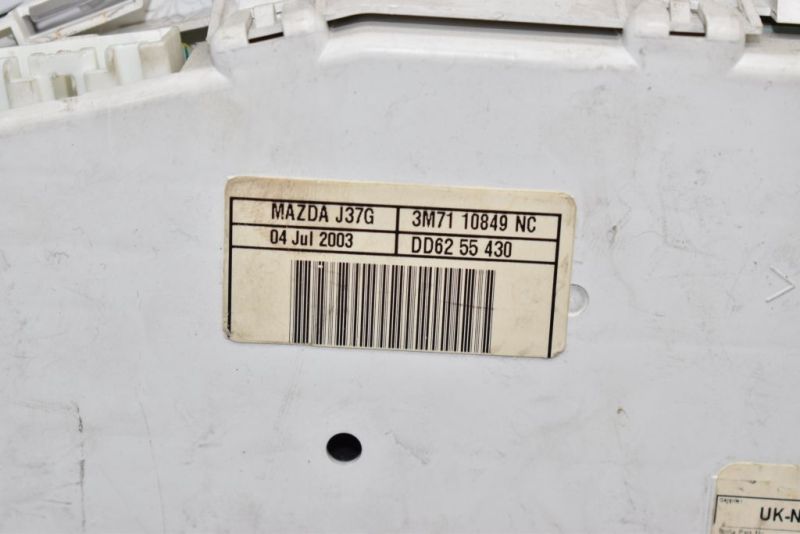 MAZDA J37G 3M71 10849 NC
04 Jul 2003 DD62 55 430
UK-N